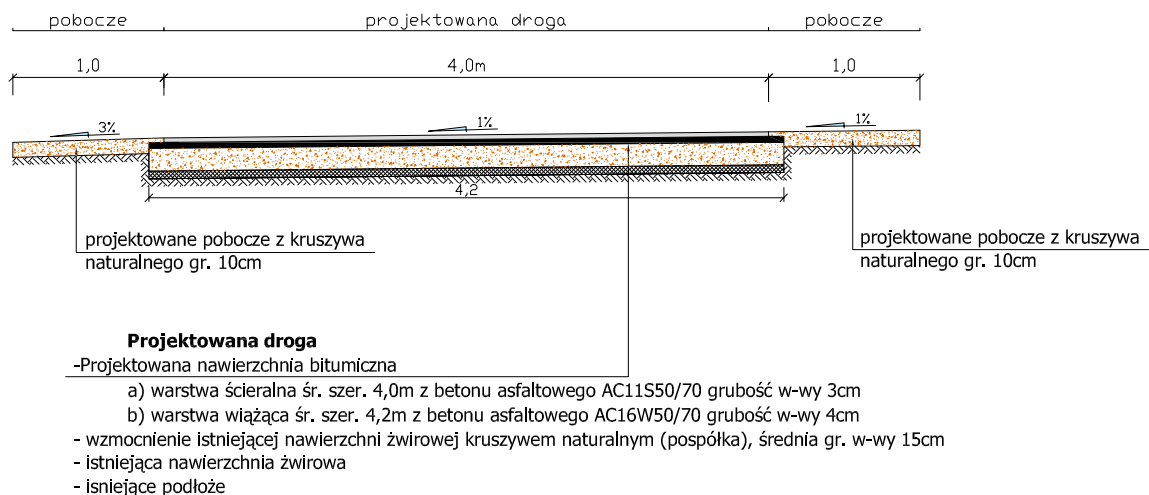 pobocze projektowana droga pobocze
1,0 4,0m 1,0
3% 1% 1%
4,2
projektowane pobocze z kruszywa
naturalnego gr. 10cm
projektowane pobocze z kruszywa
naturalnego gr. 10cm
Projektowana droga
-Projektowana nawierzchnia bitumiczna
a) warstwa ścieralna śr. szer. 4,0m z betonu asfaltowego AC11S50/70 grubość w-wy 3cm
b) warstwa wiążąca śr. szer. 4,2m z betonu asfaltowego AC16W50/70 grubość w-wy 4cm
- wzmocnienie istniejącej nawierzchni żwirowej kruszywem naturalnym (pospółka), średnia gr. w-wy 15cm
- istniejąca nawierzchnia żwirowa
- isniejące podłoże